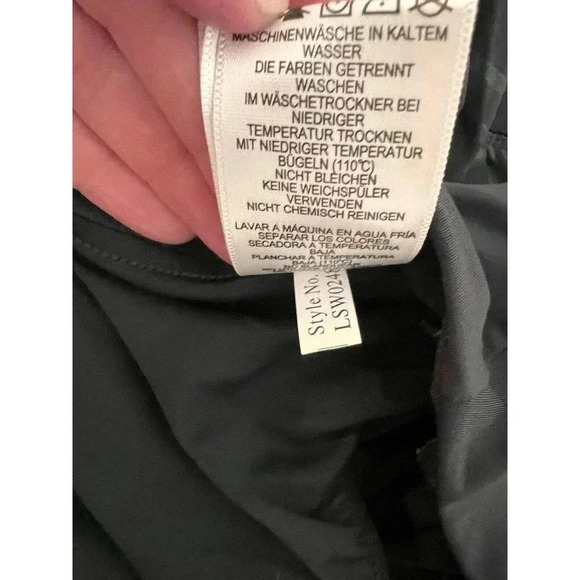 MASCHINENWÄSCHE IN KALTEM
WASSER
DIE FARBEN GETRENNT
WASCHEN
IM WÄSCHETROCKNER BEI
NIEDRIGER
TEMPERATUR TROCKNEN
MIT NIEDRIGER TEMPERATUR
BÜGELN (110°C)
NICHT BLEICHEN
KEINE WEICHSPÜLER
VERWENDEN
NICHT CHEMISCH REINIGEN
LAVAR A MÁQUINA EN AGUA FRÍA
SEPARAR LOS COLORES
SECADORA A TEMPERATURA
BAJA
PLANCHAR A TEMPERATURA
BAJA (110°C)
Style No.
LSW024